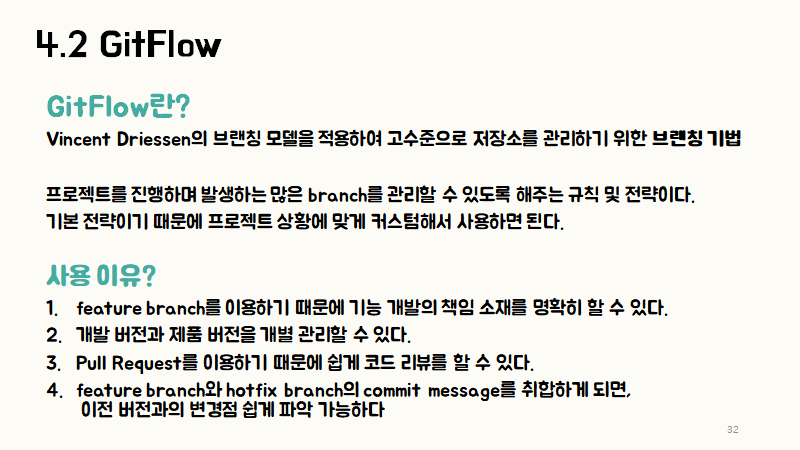 4.2 GitFlow
GitFlow란?
Vincent Driessen의 브랜칭 모델을 적용하여 고수준으로 저장소를 관리하기 위한 브랜칭 기법
프로젝트를 진행하며 발생하는 많은 branch를 관리할 수 있도록 해주는 규칙 및 전략이다.
기본 전략이기 때문에 프로젝트 상황에 맞게 커스텀해서 사용하면 된다.
사용 이유?
1. feature branch를 이용하기 때문에 기능 개발의 책임 소재를 명확히 할 수 있다.
2. 개발 버전과 제품 버전을 개별 관리할 수 있다.
3. Pull Request를 이용하기 때문에 쉽게 코드 리뷰를 할 수 있다.
4. feature branch와 hotfix branch의 commit message를 취합하게 되면,
이전 버전과의 변경점 쉽게 파악 가능하다
32